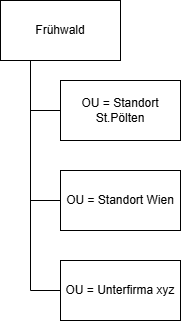 Frühwald
OU = Standort
St.Pölten
OU = Standort Wien
OU = Unterfirma xyz